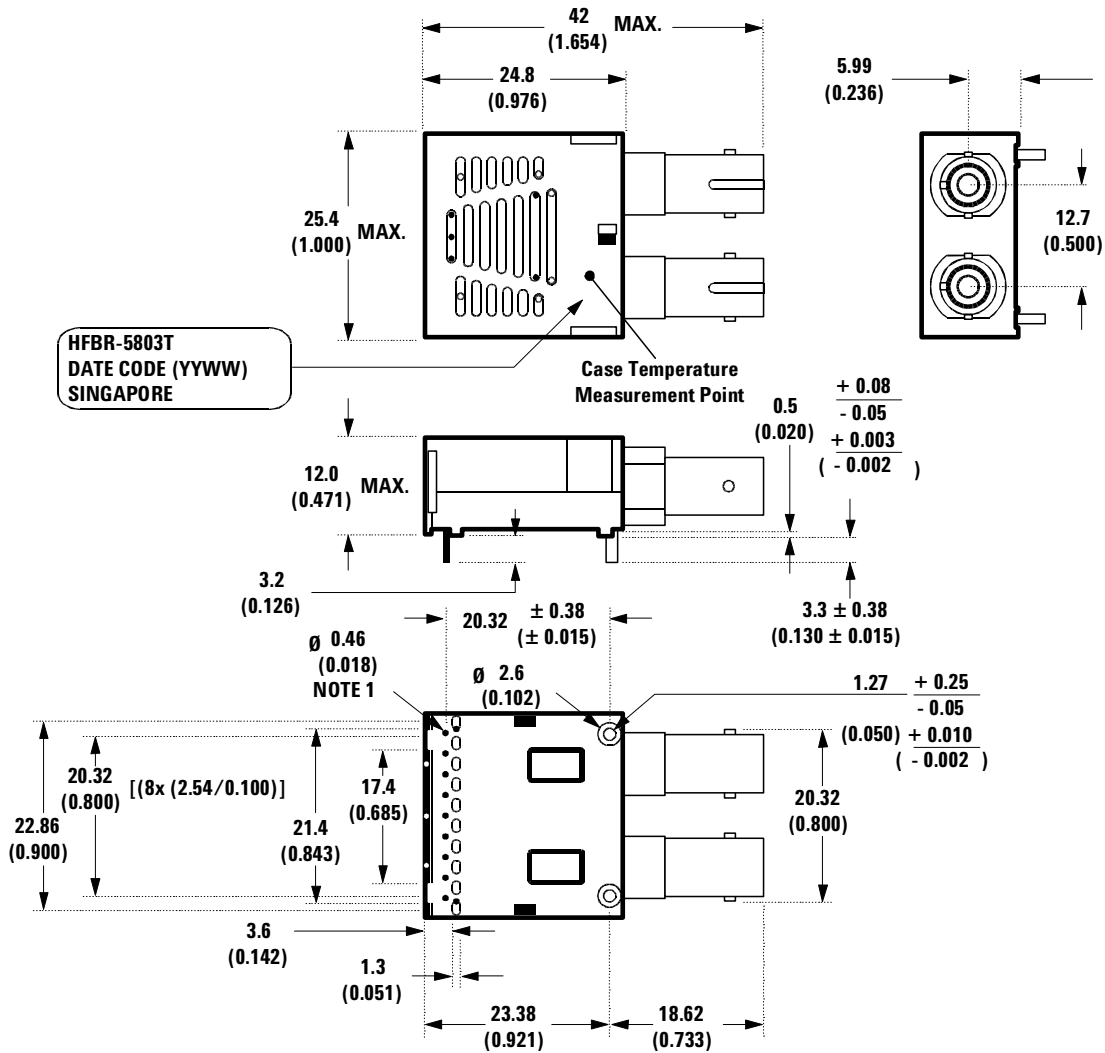 42 MAX.
(1.654)
24.8
(0.976)
5.99
(0.236)
25.4 MAX.
(1.000)
12.7
(0.500)
HFBR-5803T
DATE CODE (YYWW)
SINGAPORE
Case Temperature
Measurement Point
0.5
(0.020)
+ 0.08
- 0.05
+ 0.003
( - 0.002 )
12.0 MAX.
(0.471)
3.2
(0.126)
20.32 ± 0.38
(± 0.015)
3.3 ± 0.38
(0.130 ± 0.015)
Ø 0.46
(0.018)
NOTE 1
Ø 2.6
(0.102)
1.27 + 0.25
- 0.05
(0.050) + 0.010
( - 0.002 )
20.32
(0.800)
[(8x (2.54/0.100)]
22.86
(0.900)
21.4
(0.843)
17.4
(0.685)
20.32
(0.800)
3.6
(0.142)
1.3
(0.051)
23.38
(0.921)
18.62
(0.733)